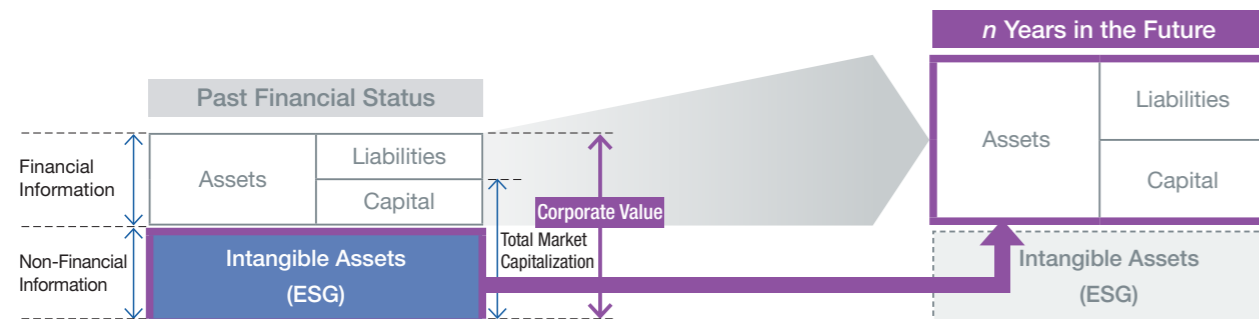 n Years in the Future
Past Financial Status
Financial
Information
Assets
Liabilities
Capital
Corporate Value
Total Market
Capitalization
Non-Financial
Information
Intangible Assets
(ESG)
Assets
Liabilities
Capital
Intangible Assets
(ESG)